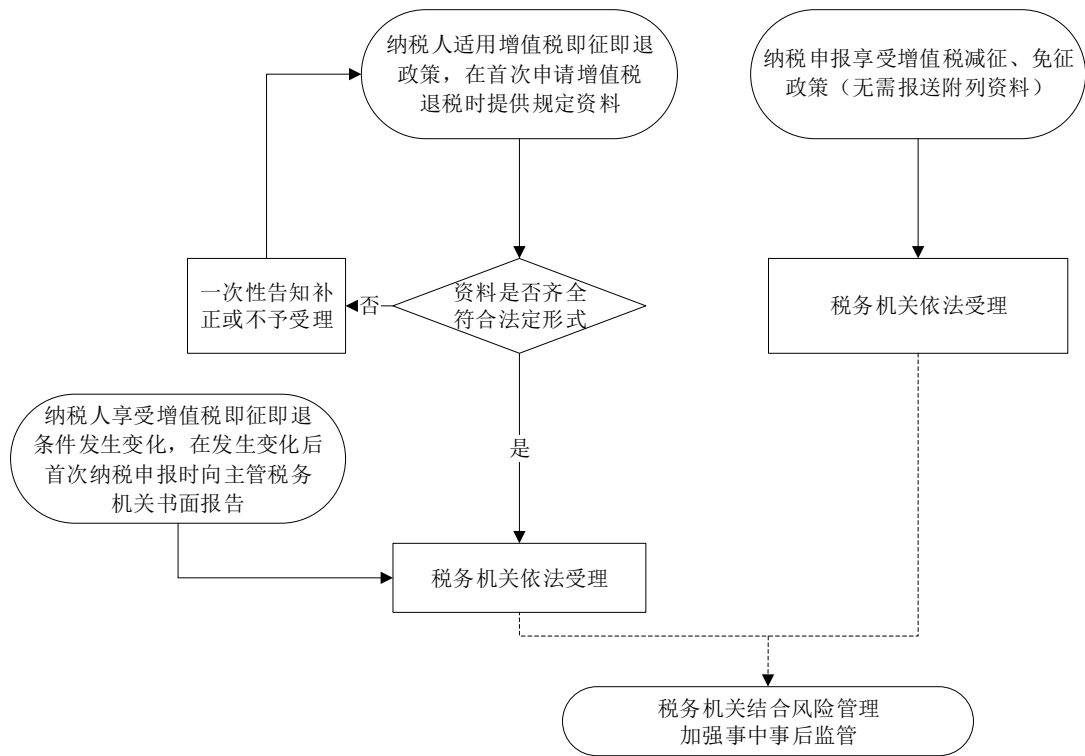 纳税人适用增值税即征即退
政策，在首次申请增值税
退税时提供规定资料
纳税申报享受增值税减征、免征
政策（无需报送附列资料）
一次性告知补
正或不予受理
否
资料是否齐全
符合法定形式
税务机关依法受理
纳税人享受增值税即征即退
条件发生变化，在发生变化后
首次纳税申报时向主管税务
机关书面报告
是
税务机关依法受理
税务机关结合风险管理
加强事中事后监管